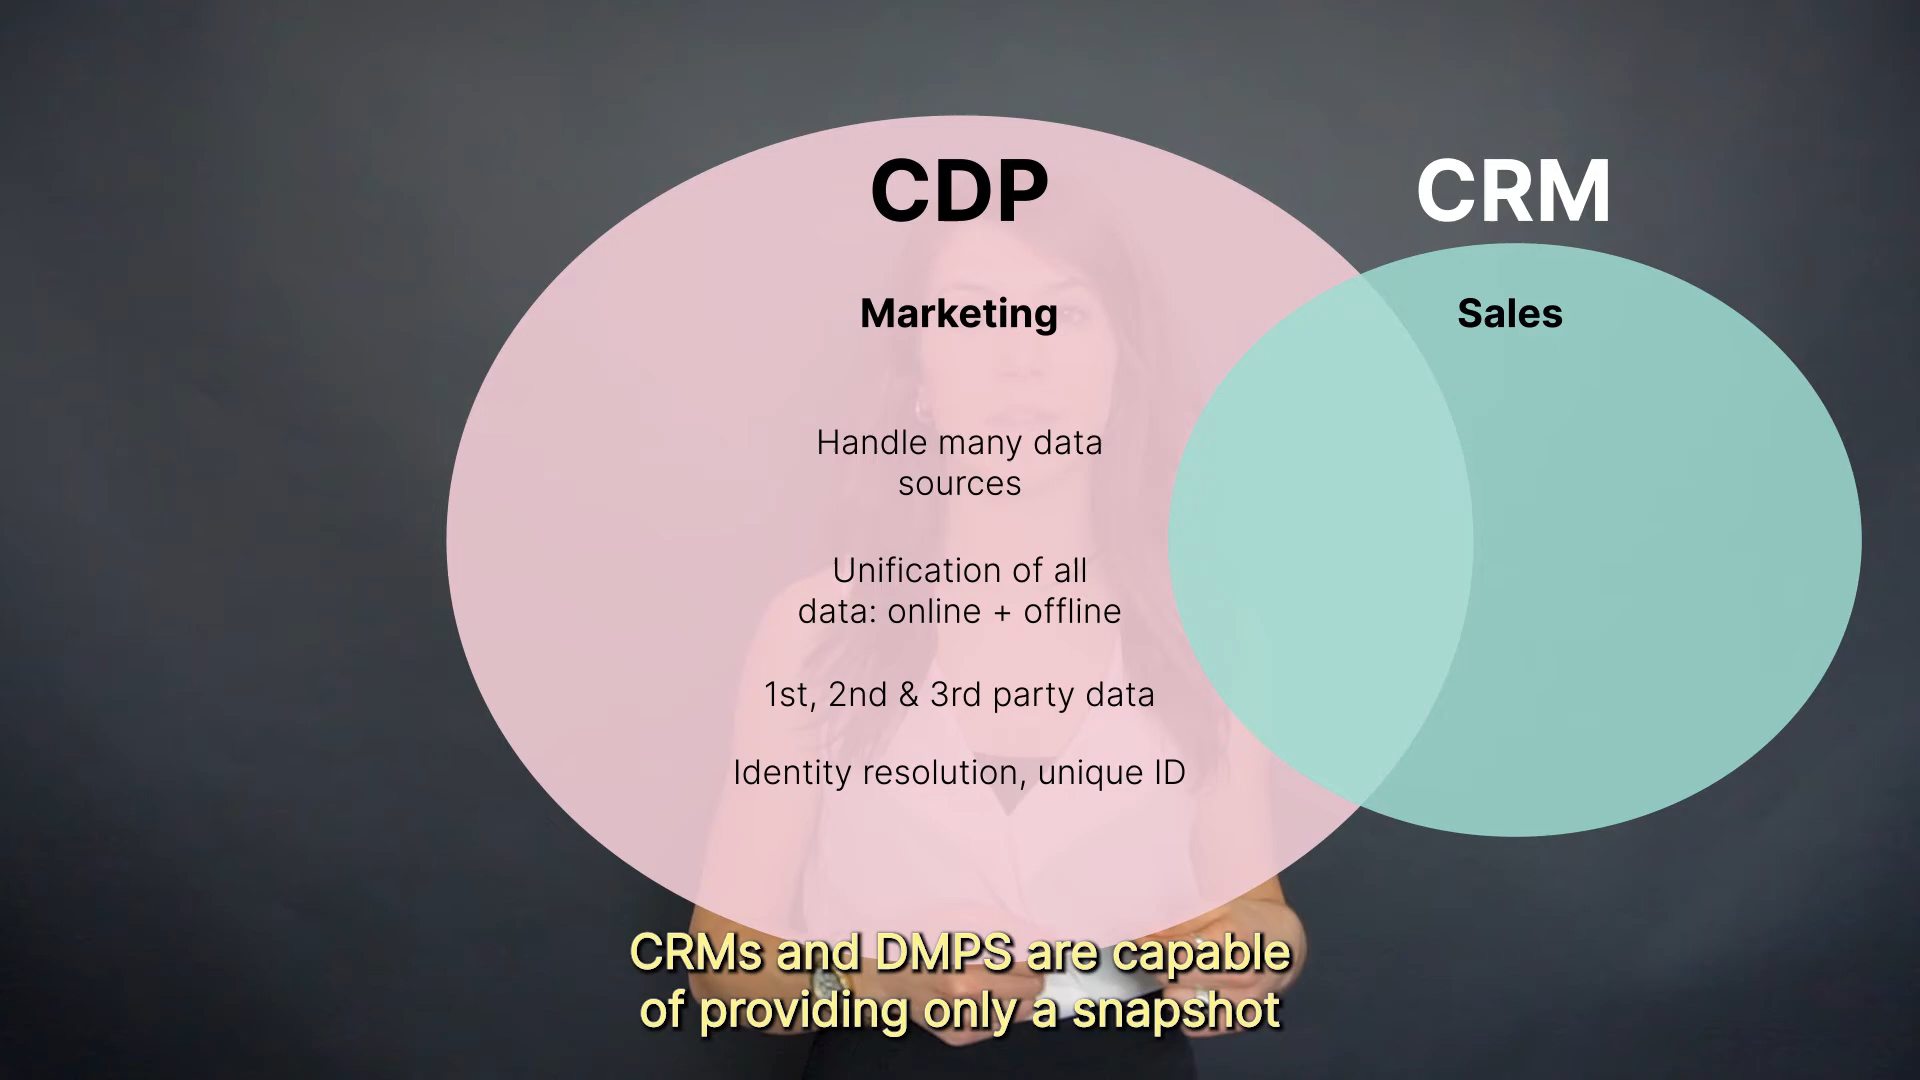 CDP
CRM
Marketing
Sales
Handle many data
sources
Unification of all
data: online + offline
1st, 2nd & 3rd party data
Identity resolution, unique ID
CRMs and DMPS are capable
of providing only a snapshot